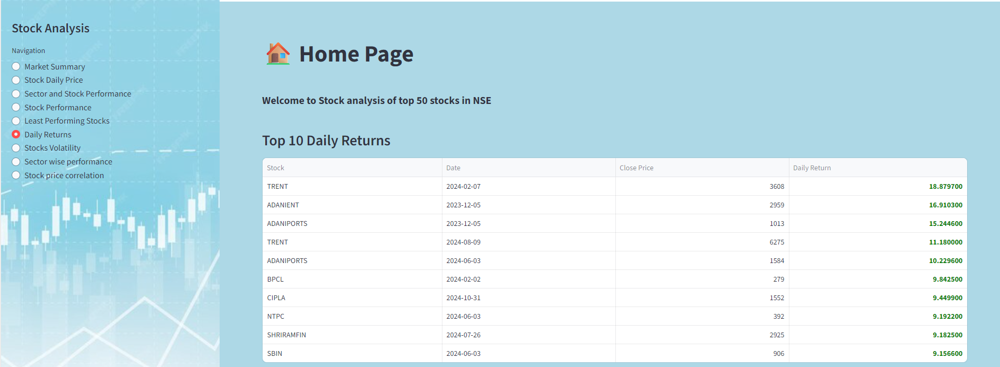 Stock Analysis
Navigation
Market Summary
Stock Daily Price
Sector and Stock Performance
Stock Performance
Least Performing Stocks
Daily Returns
Stocks Volatility
Sector wise performance
Stock price correlation
Home Page
Welcome to Stock analysis of top 50 stocks in NSE
Top 10 Daily Returns
Stock Date Close Price Daily Return
TRENT 2024-02-07 3608 18.879700
ADANIENT 2023-12-05 2959 16.910300
ADANIPORTS 2023-12-05 1013 15.244600
TRENT 2024-08-09 6275 11.180000
ADANIPORTS 2024-06-03 1584 10.229600
BPCL 2024-02-02 279 9.842500
CIPLA 2024-10-31 1552 9.449900
NTPC 2024-06-03 392 9.192200
SHRIRAMFIN 2024-07-26 2925 9.182500
SBIN 2024-06-03 906 9.156600